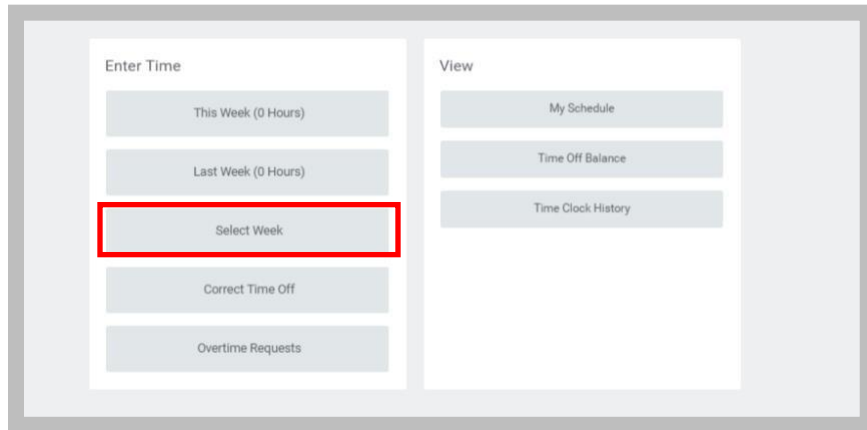 Enter Time
This Week (0 Hours)
Last Week (0 Hours)
Select Week
Correct Time Off
Overtime Requests
View
My Schedule
Time Off Balance
Time Clock History